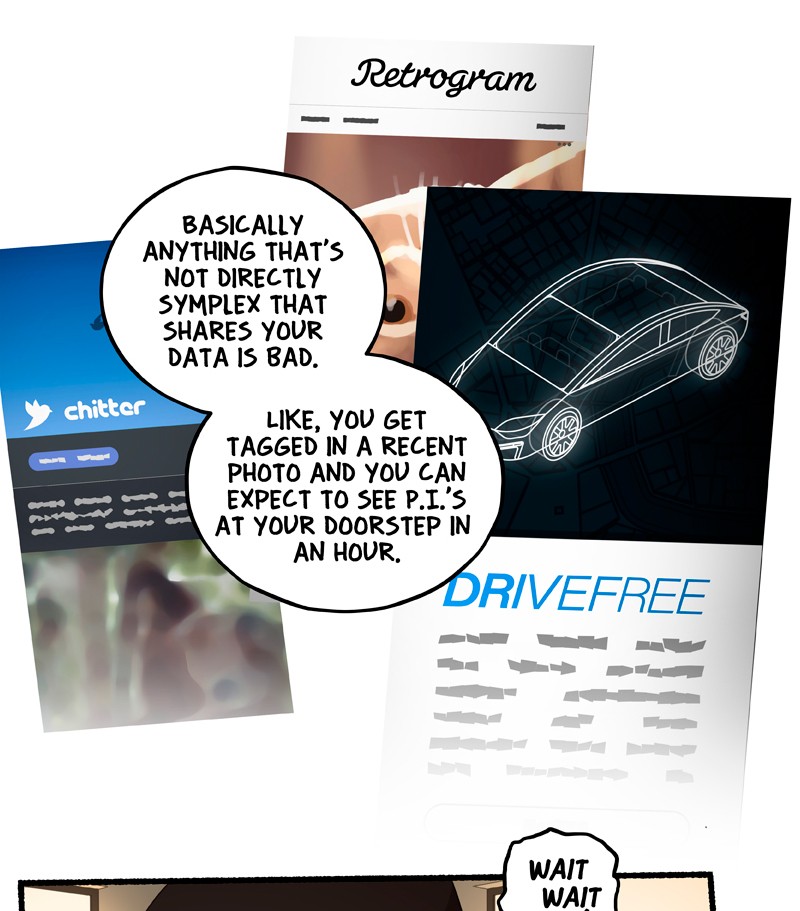 Retrogram
BASICALLY
ANYTHING THAT'S
NOT DIRECTLY
SYMPLEX THAT
SHARES YOUR
DATA IS BAD.
chitter
LIKE, YOU GET
TAGGED IN A RECENT
PHOTO AND YOU CAN
EXPECT TO SEE P.I.'S
AT YOUR DOORSTEP IN
AN HOUR.
DRIVEFREE
WAIT
WAIT